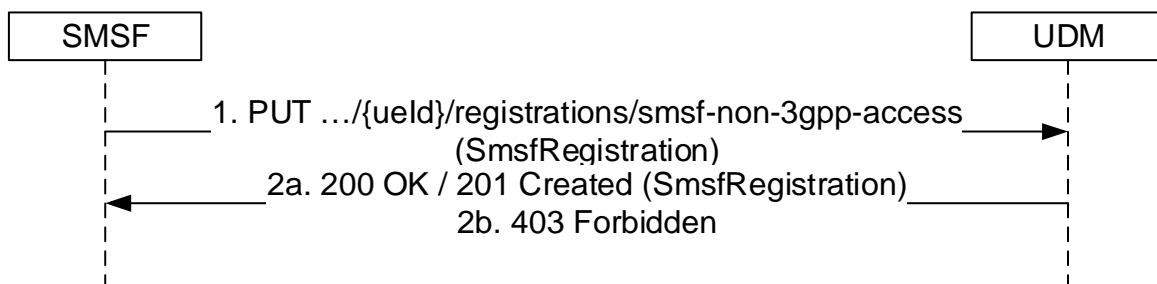 SMSF
UDM
1. PUT …/{ueId}/registrations/smsf-non-3gpp-access
(SmsfRegistration)
2a. 200 OK / 201 Created (SmsfRegistration)
2b. 403 Forbidden